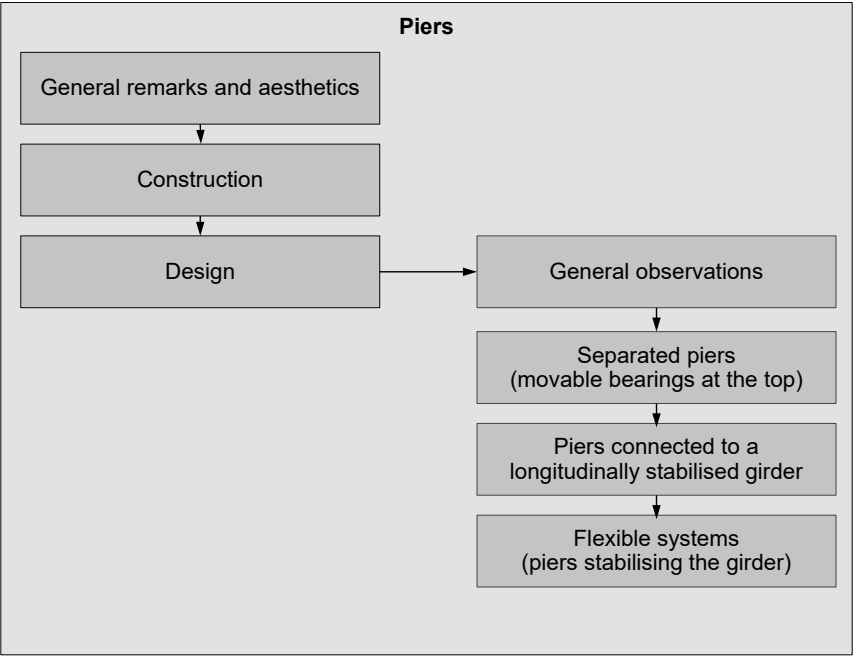 Piers
General remarks and aesthetics
Construction
Design
General observations
Separated piers
(movable bearings at the top)
Piers connected to a
longitudinally stabilised girder
Flexible systems
(piers stabilising the girder)